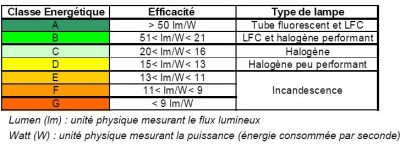 Classe Energétique Efficacité Type de lampe
A > 50 lm/W Tube fluorescent et LFC
B 51< lm/W< 21 LFC et halogène performant
C 20< lm/W < 16 Halogène
D 15< lm/W< 13 Halogène peu performant
E 13< lm/W < 11
F 11< lm/W < 9 Incandescence
G < 9 lm/W
Lumen (lm) : unité physique mesurant le flux lumineux
Watt (W) : unité physique mesurant la puissance (énergie consommée par seconde)